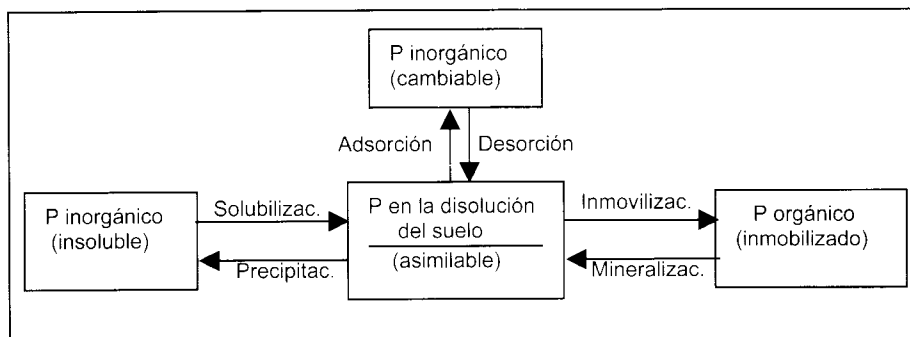 P inorgánico
(cambiable)
Adsorción
Desorción
P inorgánico
(insoluble)
Solubilizac.
Precipitac.
P en la disolución
del suelo
(asimilable)
Inmovilizac.
Mineralizac.
P orgánico
(inmobilizado)